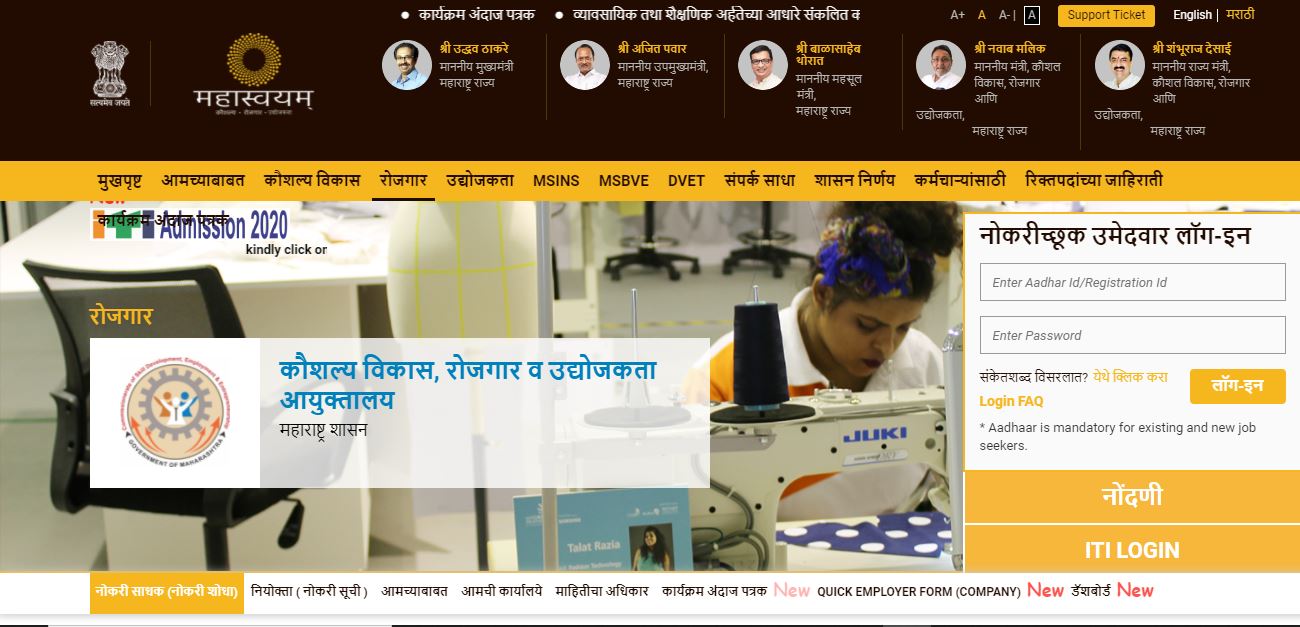 कार्यक्रम अंदाज पत्रक
व्यावसायिक तथा शैक्षणिक अर्हतेच्या आधारे संकलित क
A+ A A- | A
Support Ticket
English | मराठी
सत्यमेव जयते
महास्वयम्
कौशल्य - रोजगार - उद्योजकता
श्री उद्धव ठाकरे
माननीय मुख्यमंत्री
महाराष्ट्र राज्य
श्री अजित पवार
माननीय उपमुख्यमंत्री,
महाराष्ट्र राज्य
श्री बाळासाहेब
थोरात
माननीय महसूल
मंत्री,
महाराष्ट्र राज्य
श्री नवाब मलिक
माननीय मंत्री, कौशल
विकास, रोजगार
आणि
उद्योजकता,
महाराष्ट्र राज्य
श्री शंभूराज देसाई
माननीय राज्य मंत्री,
कौशल विकास, रोजगार
आणि
उद्योजकता,
महाराष्ट्र राज्य
मुखपृष्ट आमच्याबाबत कौशल्य विकास रोजगार उद्योजकता MSINS MSBVE DVET संपर्क साधा शासन निर्णय कर्मचाऱ्यांसाठी रिक्तपदांच्या जाहिराती
कार्यक्रम अंदाज पत्रक
Admission 2020
kindly click or
रोजगार
कौशल्य विकास, रोजगार व उद्योजकता
आयुक्तालय
महाराष्ट्र शासन
GOVERNMENT OF MAHARASHTRA
JUKI
Talat Razia
नोकरीच्छूक उमेदवार लॉग-इन
Enter Aadhar Id/Registration Id
Enter Password
संकेतशब्द विसरलात? येथे क्लिक करा
लॉग-इन
Login FAQ
* Aadhaar is mandatory for existing and new job
seekers.
नोंदणी
ITI LOGIN
नोकरी साधक (नोकरी शोधा) नियोक्ता ( नोकरी सूची ) आमच्याबाबत आमची कार्यालये माहितीचा अधिकार कार्यक्रम अंदाज पत्रक New QUICK EMPLOYER FORM (COMPANY) New डॅशबोर्ड New